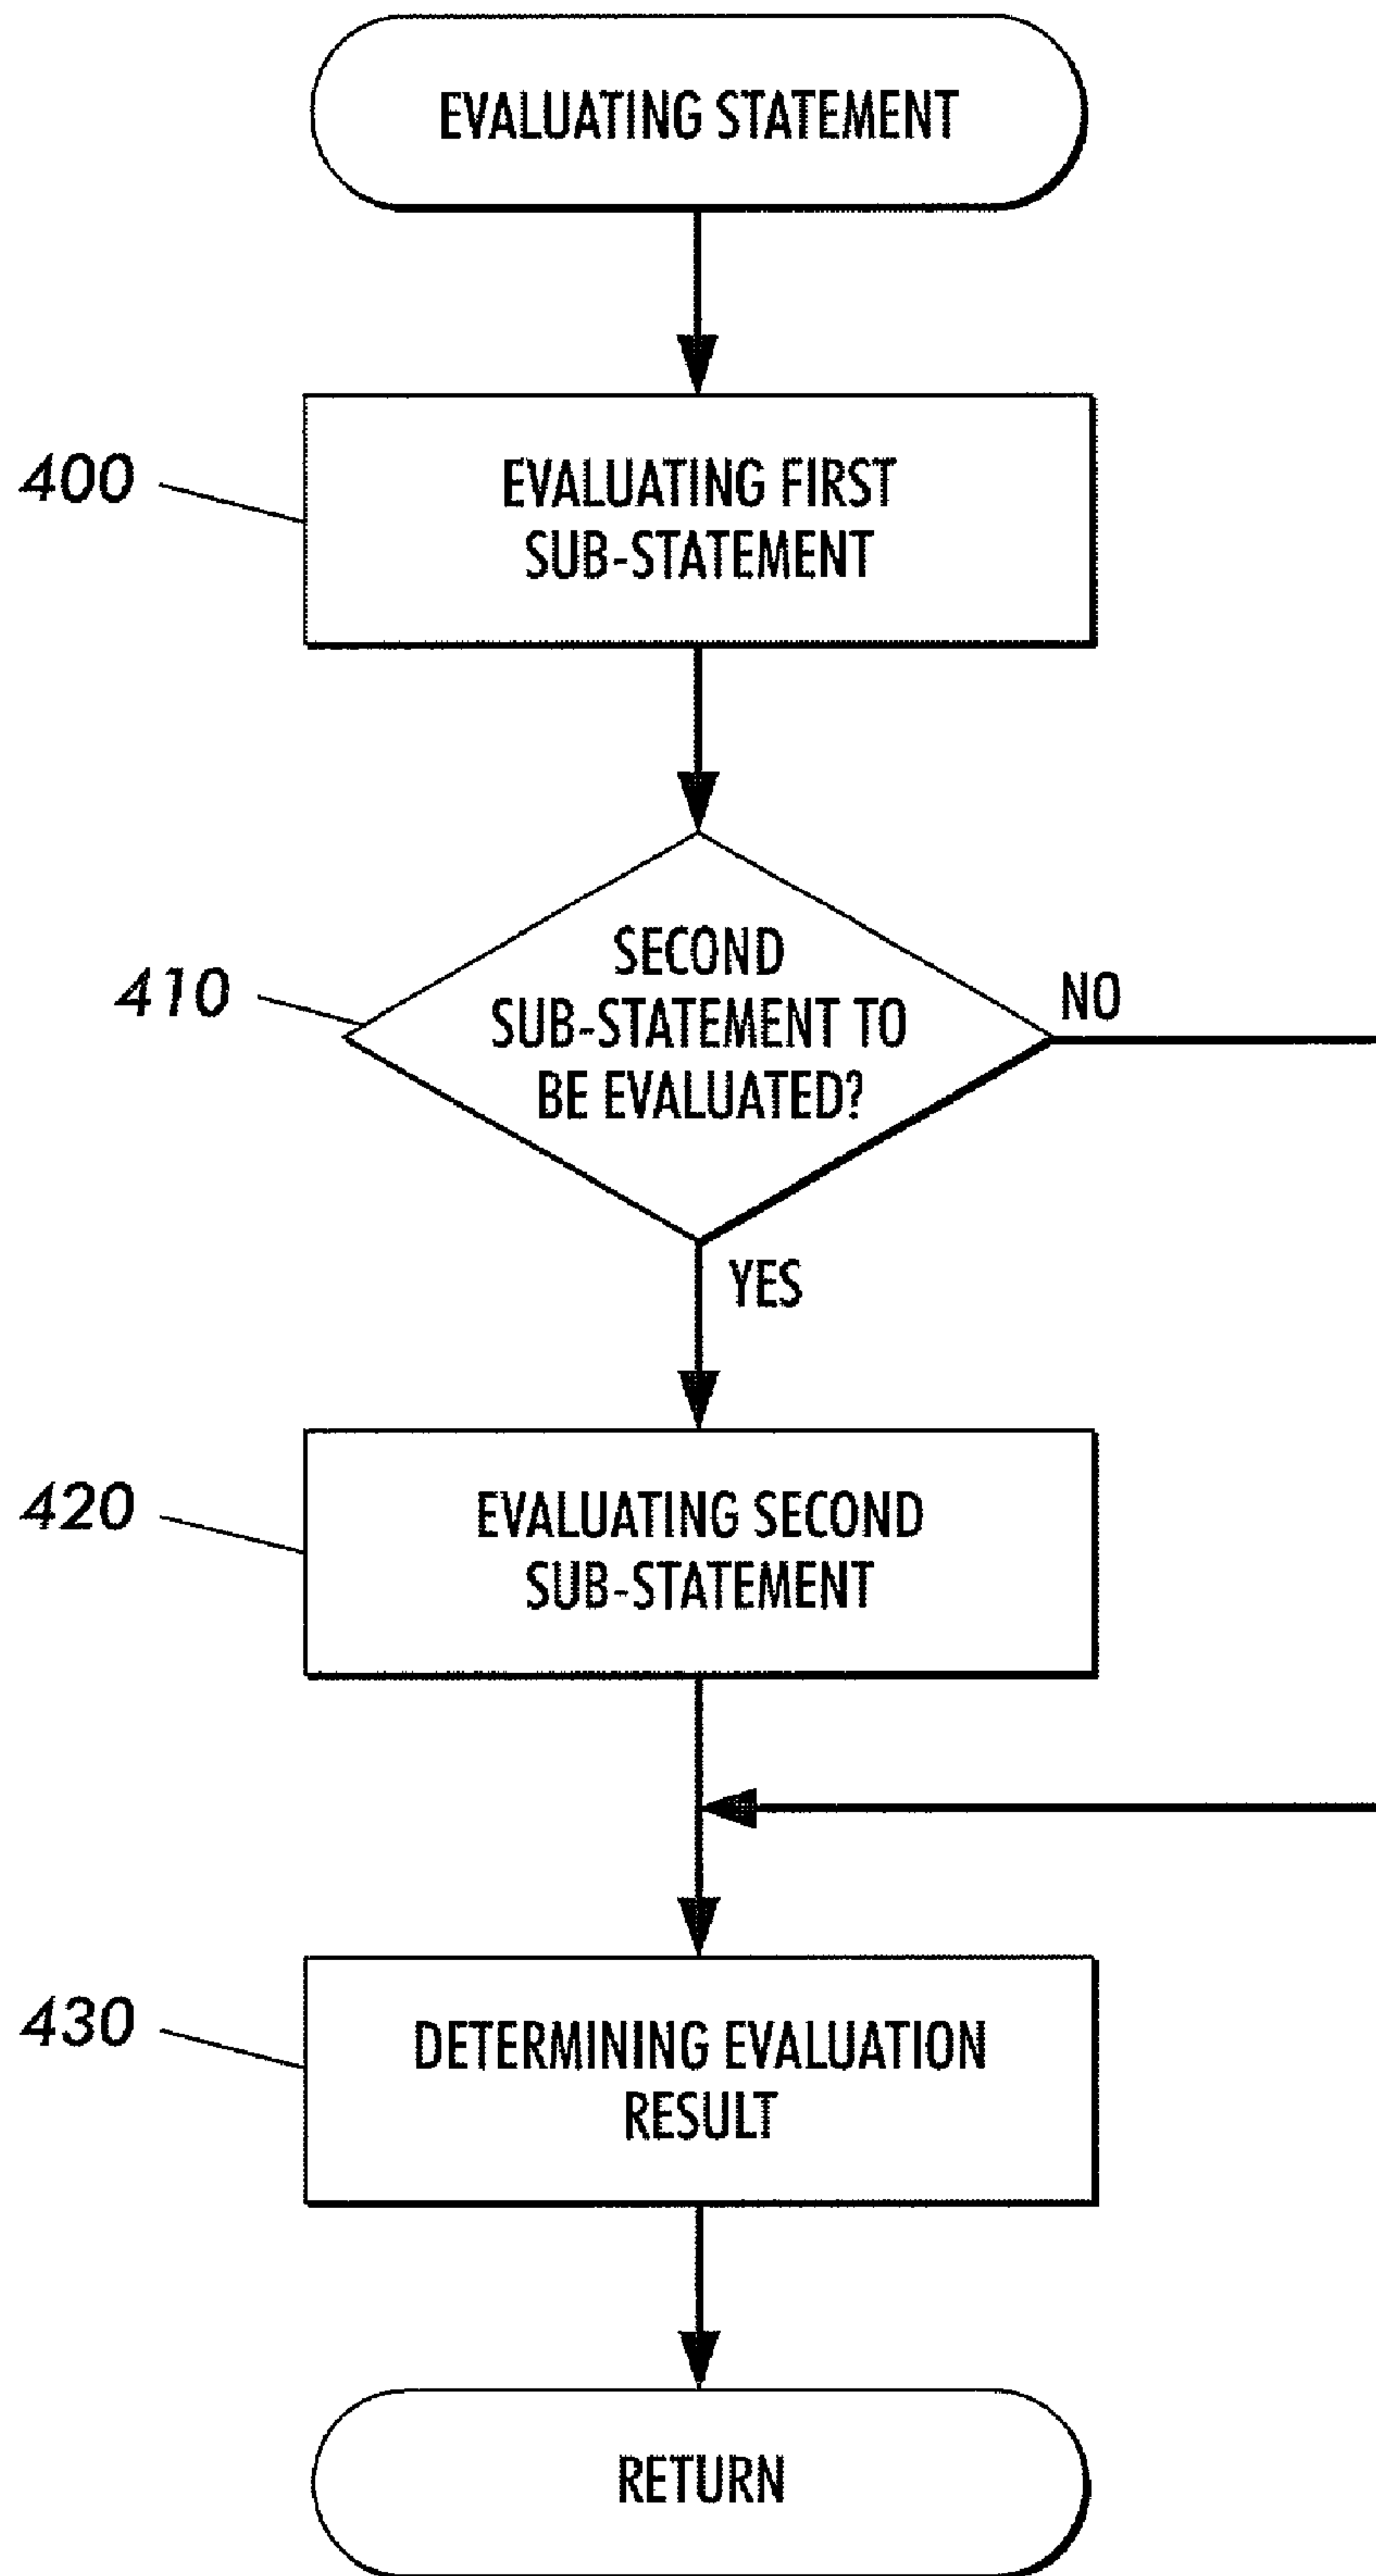 EVALUATING STATEMENT
400
EVALUATING FIRST
SUB-STATEMENT
410
SECOND
SUB-STATEMENT TO
BE EVALUATED?
NO
YES
420
EVALUATING SECOND
SUB-STATEMENT
430
DETERMINING EVALUATION
RESULT
RETURN